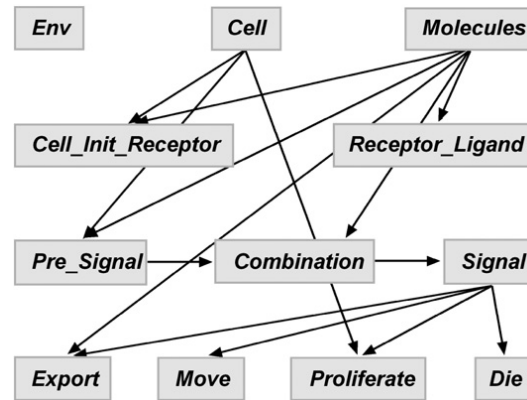 Env
Cell
Molecules
Cell_Init_Receptor
Receptor_Ligand
Pre_Signal
Combination
Signal
Export
Move
Proliferate
Die